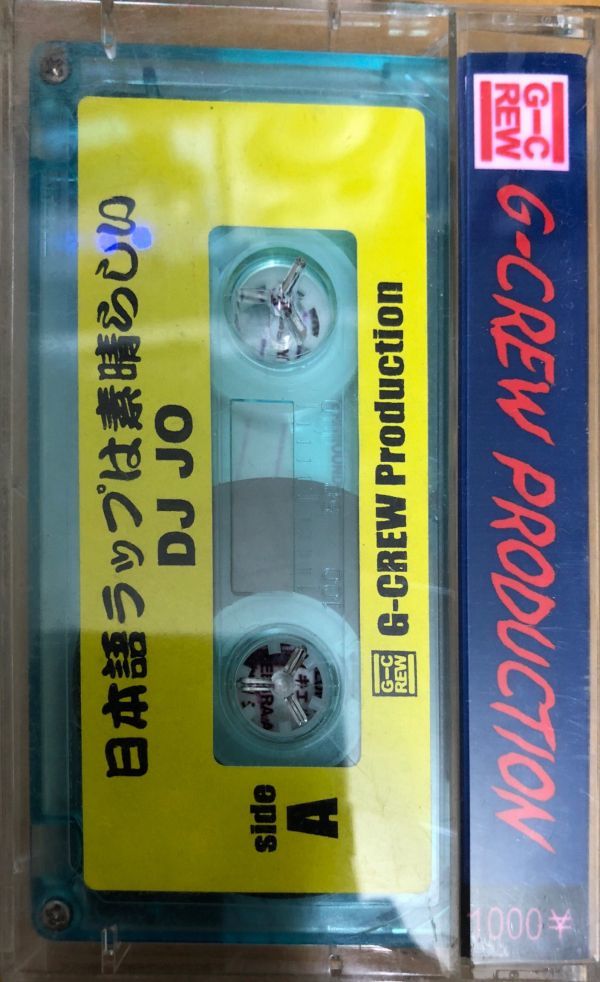 日本語ラップは素晴らしい
DJ JO
side
A
G-C
REW
G-CREW Production
G-C
REW
G-CREW PRODUCTION
1000¥